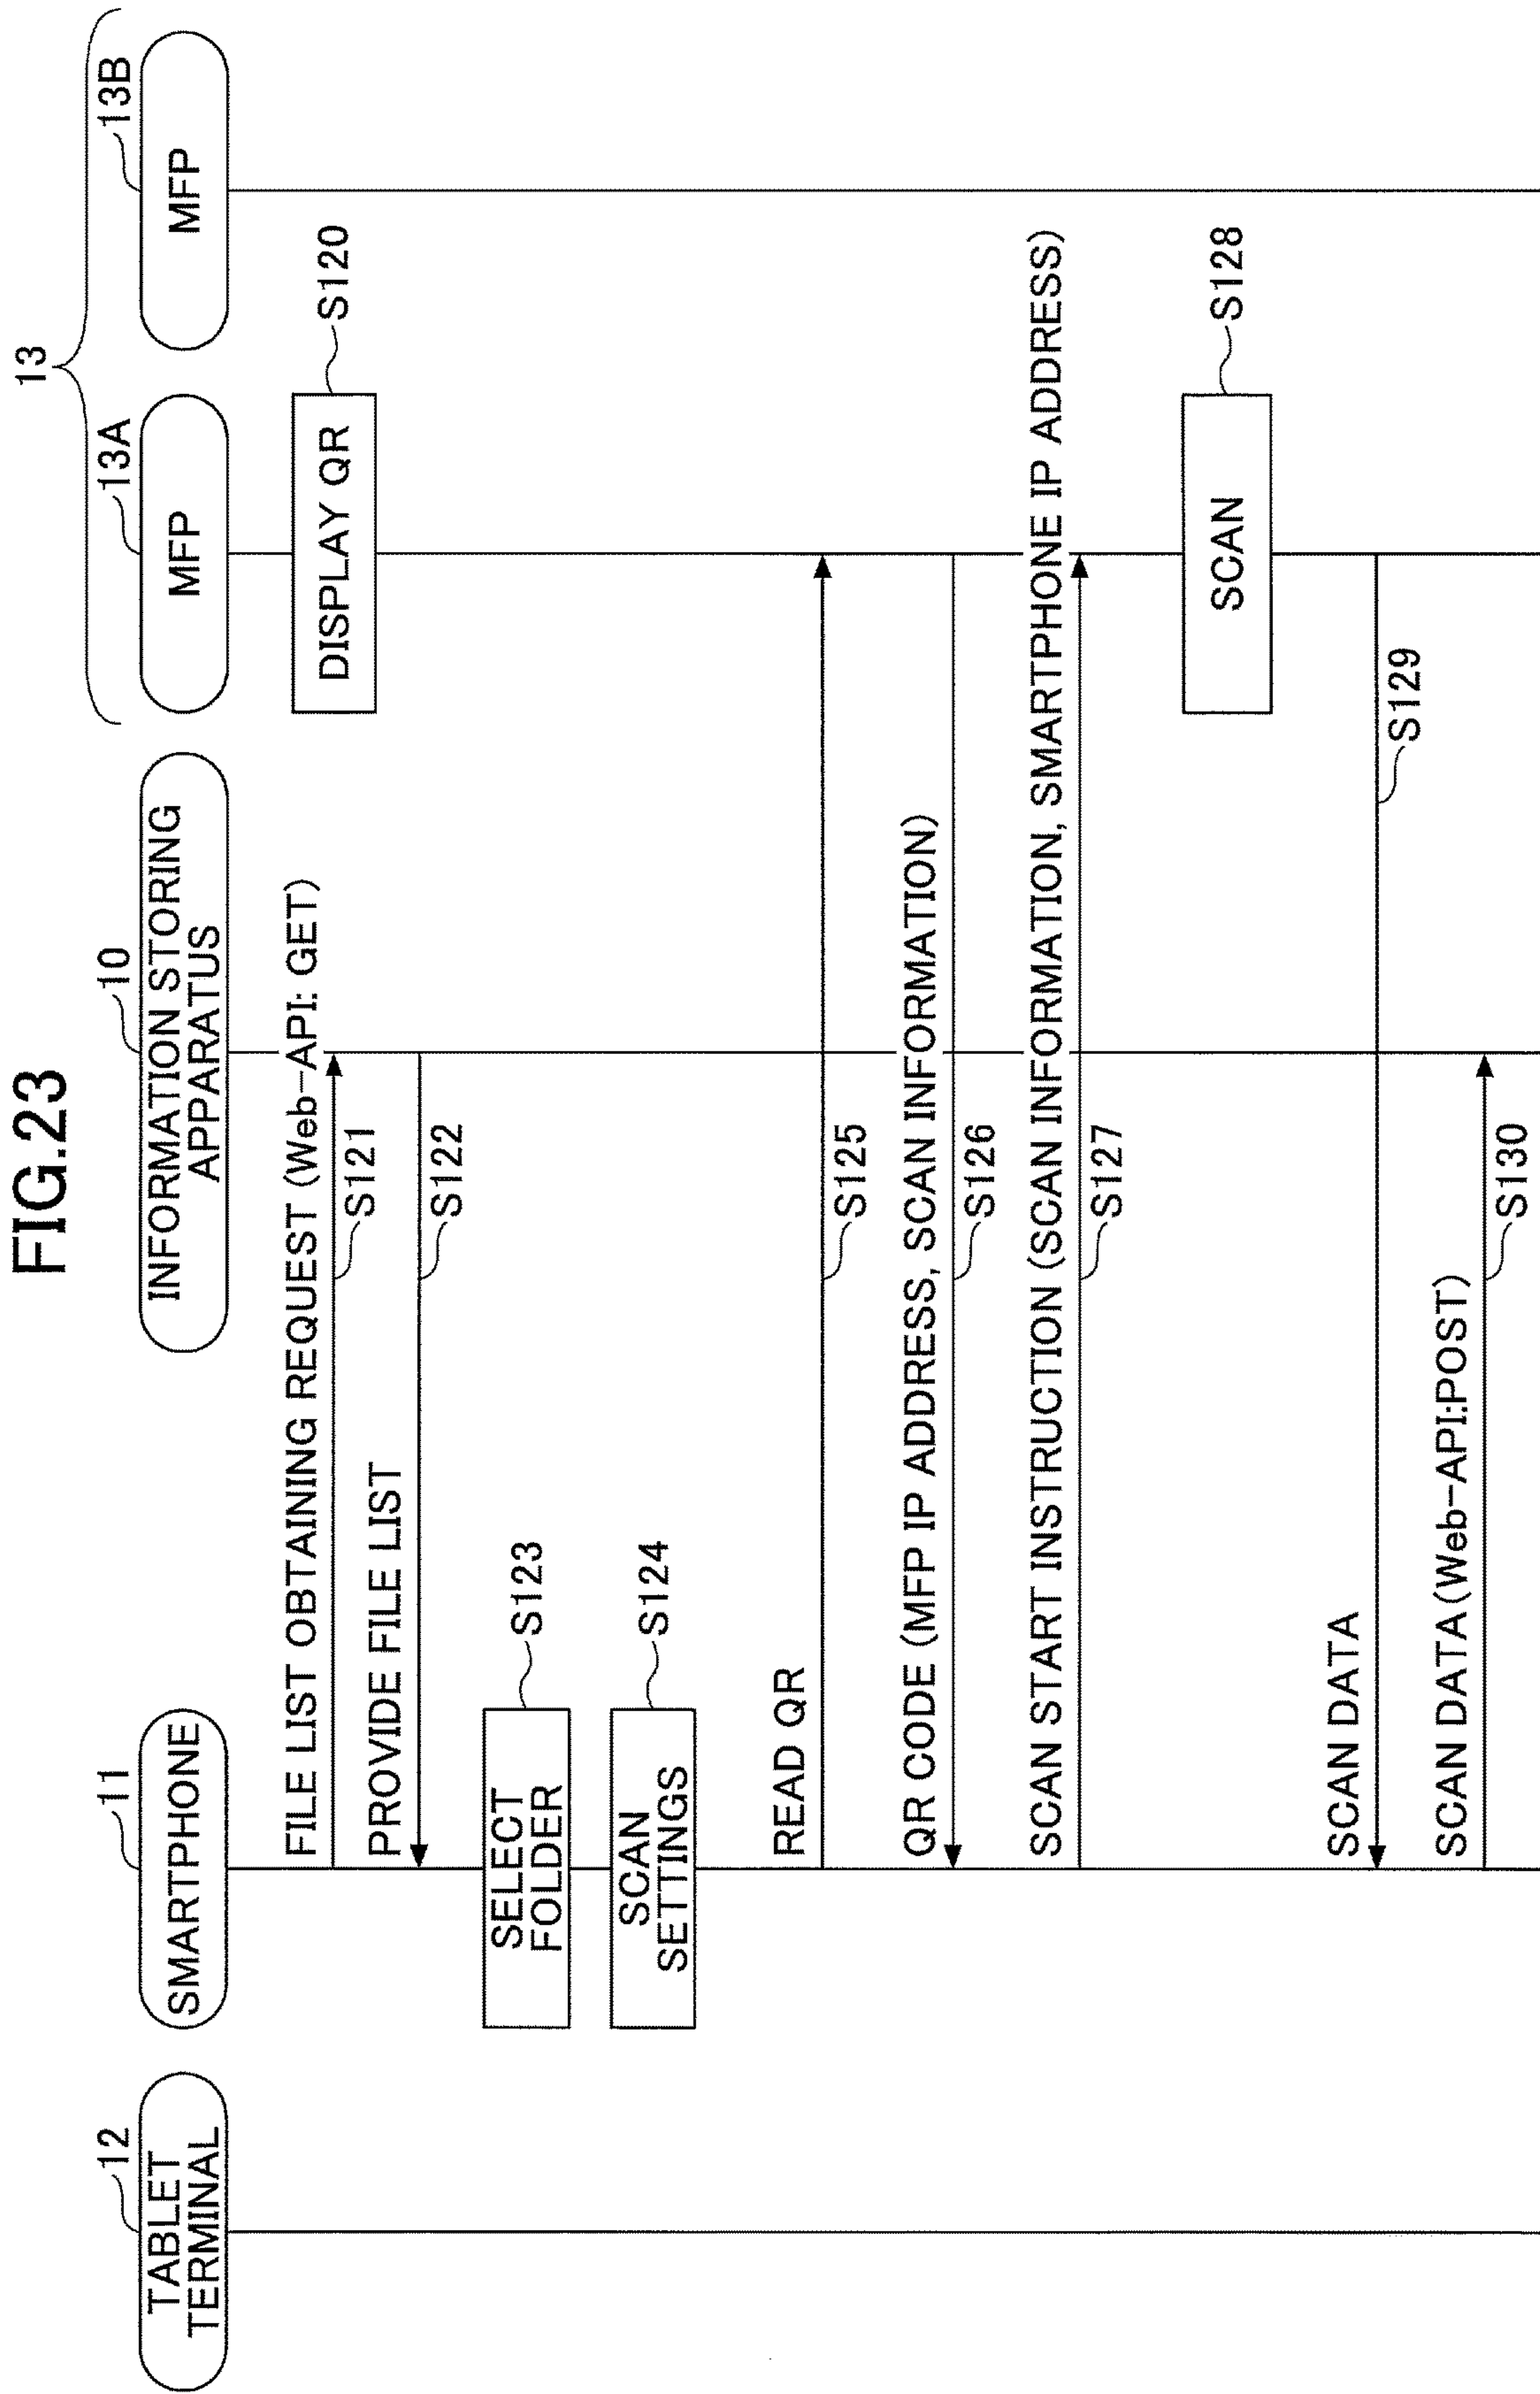 FIG.23
12
TABLET
TERMINAL
11
SMARTPHONE
10
INFORMATION STORING
APPARATUS
13
13A
MFP
13B
MFP
DISPLAY QR
S120
FILE LIST OBTAINING REQUEST (Web-API: GET)
S121
PROVIDE FILE LIST
S122
SELECT
FOLDER
S123
SCAN
SETTINGS
S124
READ QR
S125
QR CODE (MFP IP ADDRESS, SCAN INFORMATION)
S126
SCAN START INSTRUCTION (SCAN INFORMATION, SMARTPHONE IP ADDRESS)
S127
SCAN
S128
SCAN DATA
S129
SCAN DATA (Web-API:POST)
S130